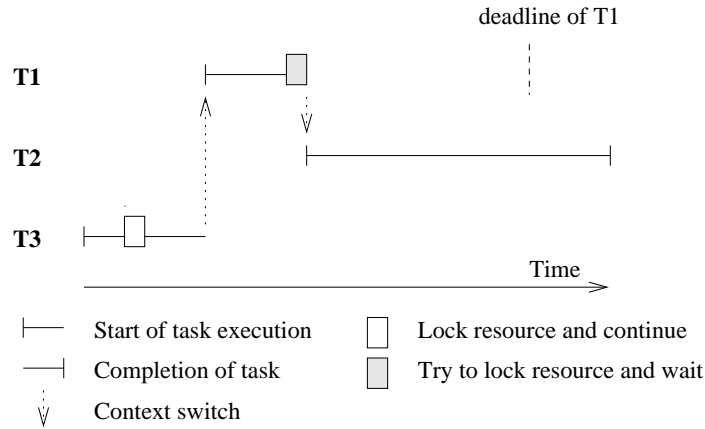 deadline of T1
T1
T2
T3
Time
Start of task execution
Lock resource and continue
Completion of task
Try to lock resource and wait
Context switch